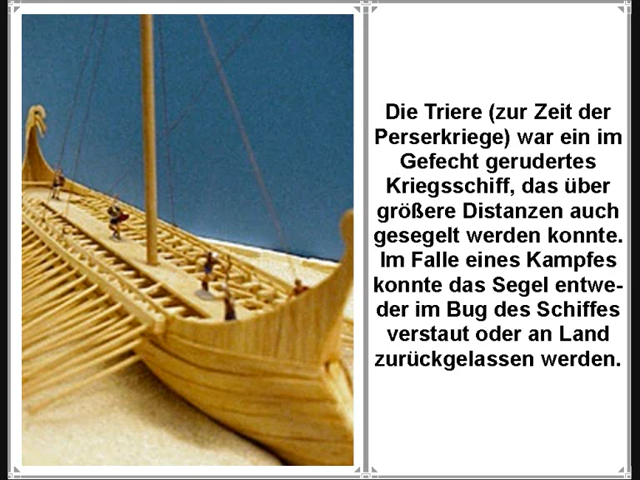 Die Triere (zur Zeit der
Perserkriege) war ein im
Gefecht gerudertes
Kriegsschiff, das über
größere Distanzen auch
gesegelt werden konnte.
Im Falle eines Kampfes
konnte das Segel entwe-
der im Bug des Schiffes
verstaut oder an Land
zurückgelassen werden.